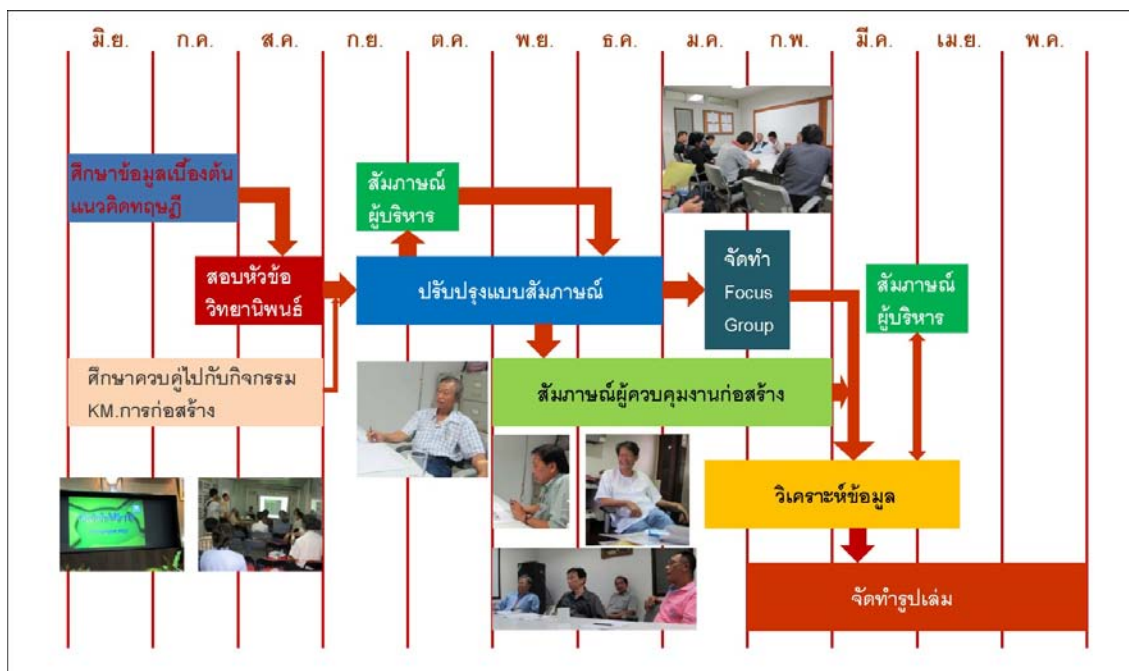 มิ.ย. ก.ค. ส.ค. ก.ย. ต.ค. พ.ย. ธ.ค. ม.ค. ก.พ. มี.ค. เม.ย. พ.ค.
ศึกษาข้อมูลเบื้องต้น
แนวคิดทฤษฎี
สัมภาษณ์
ผู้บริหาร
สอบหัวข้อ
วิทยานิพนธ์
ปรับปรุงแบบสัมภาษณ์
จัดทำ
Focus
Group
สัมภาษณ์
ผู้บริหาร
ศึกษาควบคู่ไปกับกิจกรรม
KM.การก่อสร้าง
สัมภาษณ์ผู้ควบคุมงานก่อสร้าง
วิเคราะห์ข้อมูล
จัดทำรูปเล่ม